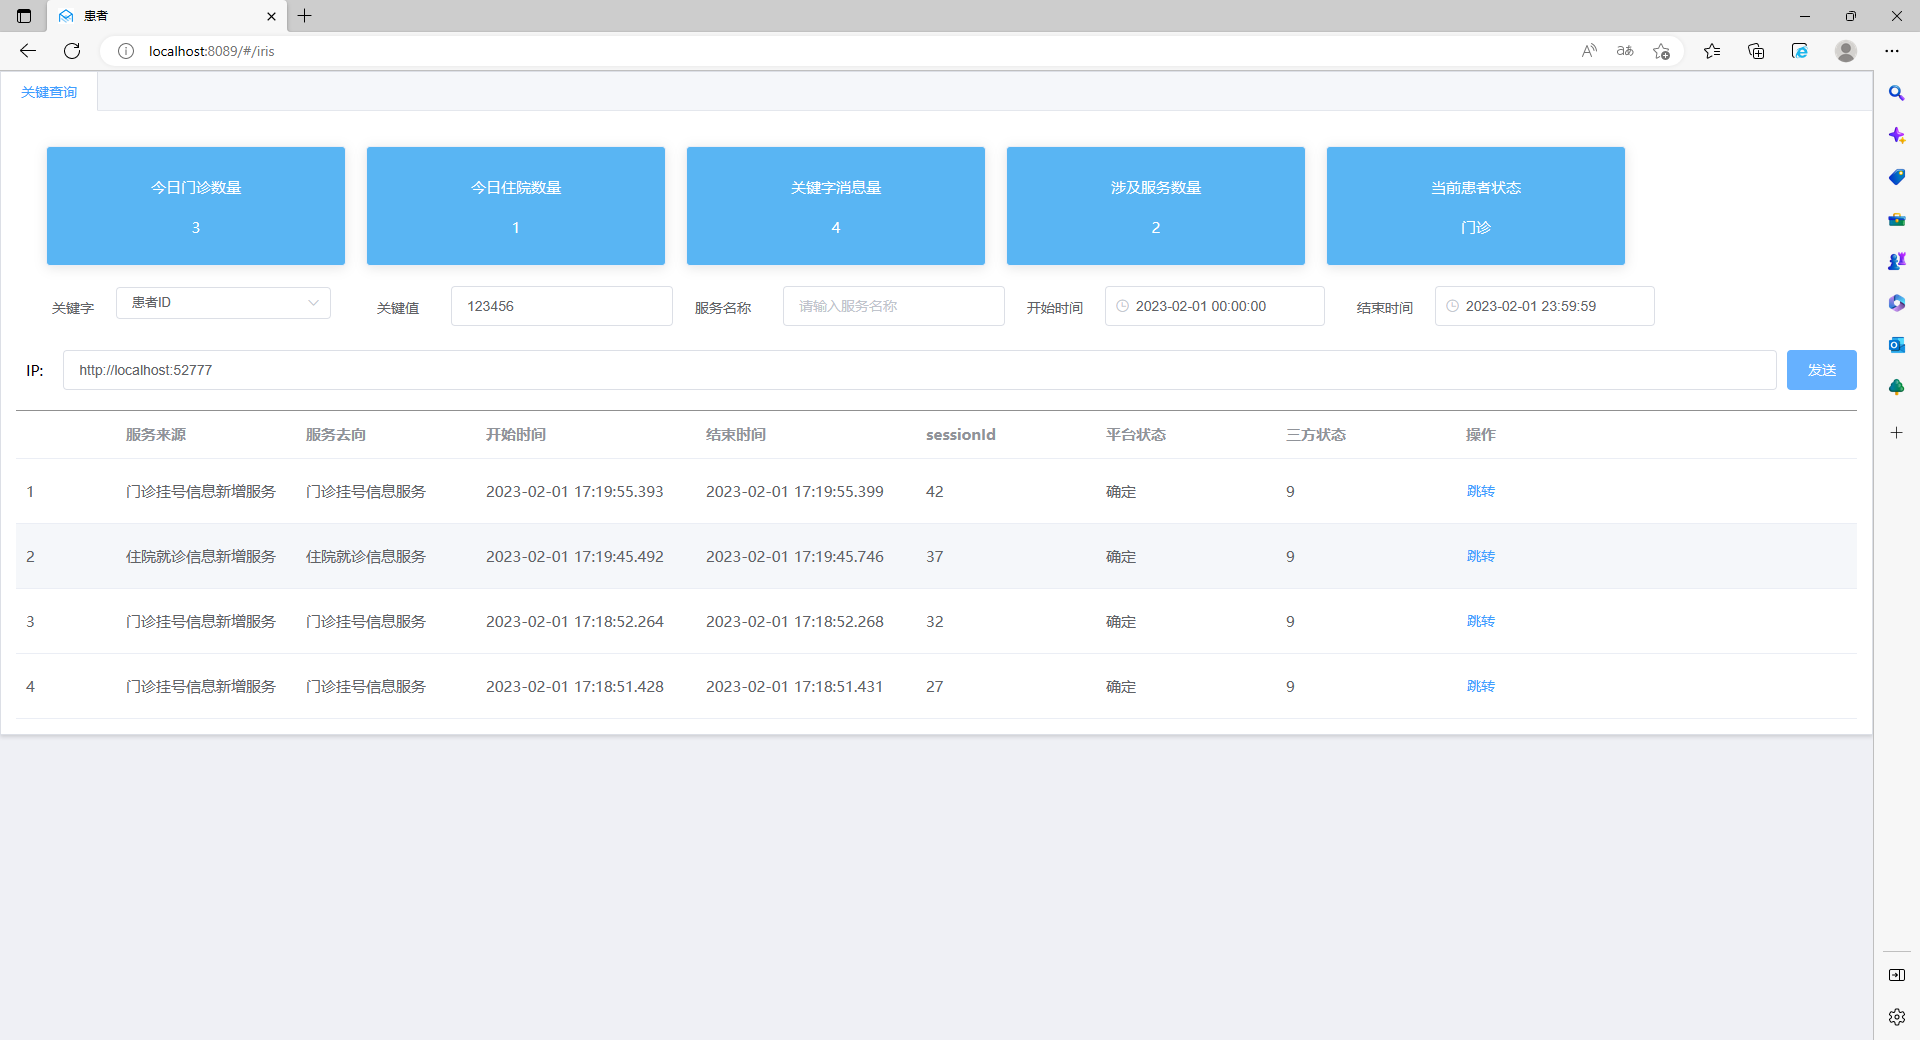 患者
localhost:8089/#/iris
关键查询
今日门诊数量 今日住院数量 关键字消息量 涉及服务数量 当前患者状态
3 1 4 2 门诊
关键字 患者ID 关键值 123456 服务名称 请输入服务名称 开始时间 2023-02-01 00:00:00 结束时间 2023-02-01 23:59:59
IP: http://localhost:52777 发送
服务来源 服务去向 开始时间 结束时间 sessionId 平台状态 三方状态 操作
1 门诊挂号信息新增服务 门诊挂号信息服务 2023-02-01 17:19:55.393 2023-02-01 17:19:55.399 42 确定 9 跳转
2 住院就诊信息新增服务 住院就诊信息服务 2023-02-01 17:19:45.492 2023-02-01 17:19:45.746 37 确定 9 跳转
3 门诊挂号信息新增服务 门诊挂号信息服务 2023-02-01 17:18:52.264 2023-02-01 17:18:52.268 32 确定 9 跳转
4 门诊挂号信息新增服务 门诊挂号信息服务 2023-02-01 17:18:51.428 2023-02-01 17:18:51.431 27 确定 9 跳转